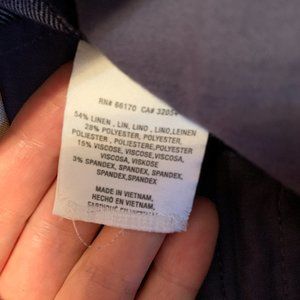 RN# 66170 CA# 32054
54% LINEN , LIN, LINO , LINO,LEINEN
28% POLYESTER, POLYESTER,
POLIESTER , POLIESTERE,POLYESTER
15% VISCOSE, VISCOSE,VISCOSA,
VISCOSA, VISKOSE
3% SPANDEX, SPANDEX, SPANDEX,
SPANDEX,SPANDEX
MADE IN VIETNAM,
HECHO EN VIETNAM,
FABRIQUÉ